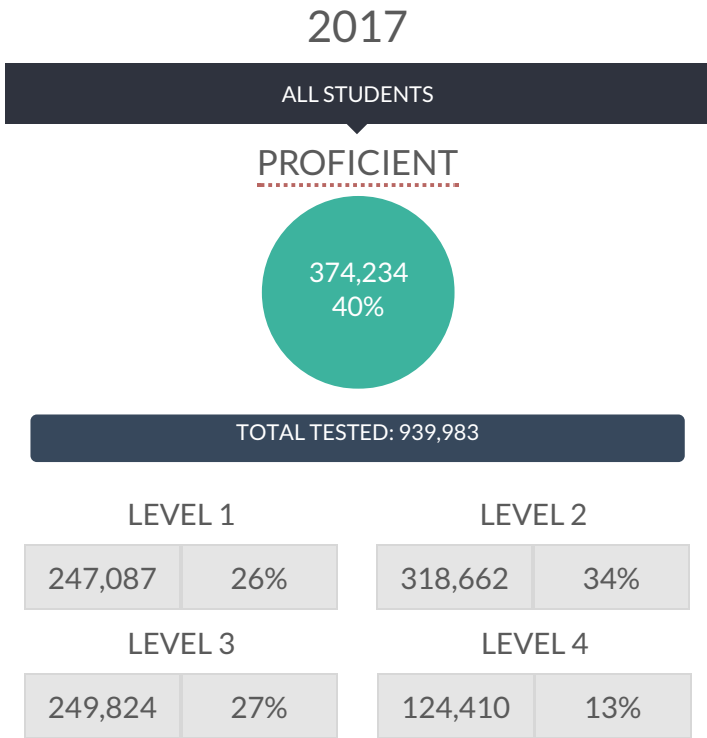 2017
ALL STUDENTS
PROFICIENT
374,234
40%
TOTAL TESTED: 939,983
LEVEL 1 LEVEL 2
247,087 26% 318,662 34%
LEVEL 3 LEVEL 4
249,824 27% 124,410 13%